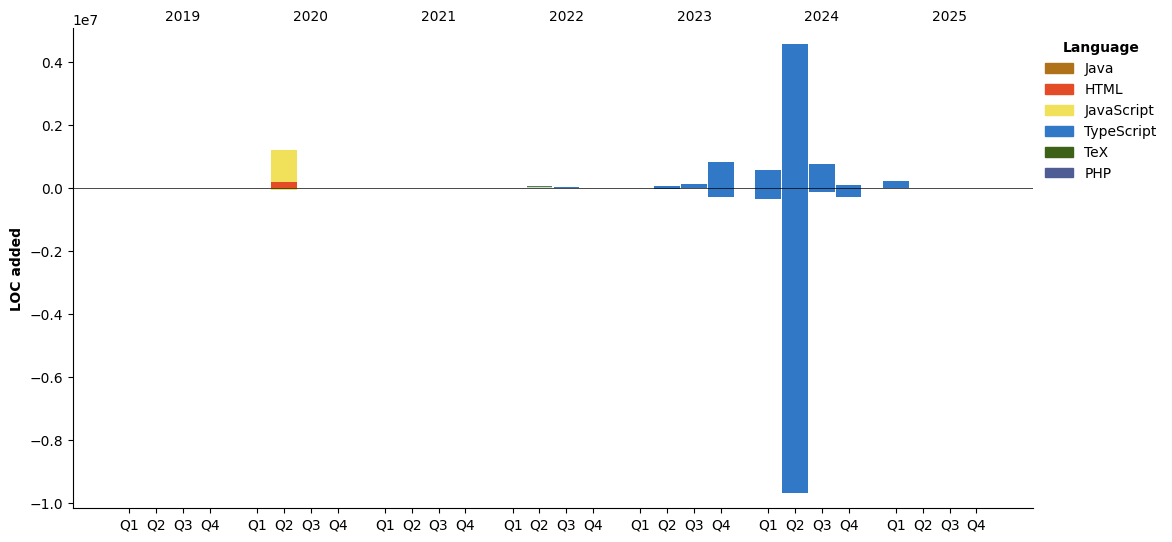 1e7
2019 2020 2021 2022 2023 2024 2025
0.4
0.2
0.0
−0.2
−0.4
−0.6
−0.8
−1.0
LOC added
Q1 Q2 Q3 Q4 Q1 Q2 Q3 Q4 Q1 Q2 Q3 Q4 Q1 Q2 Q3 Q4 Q1 Q2 Q3 Q4 Q1 Q2 Q3 Q4 Q1 Q2 Q3 Q4
Language
Java
HTML
JavaScript
TypeScript
TeX
PHP